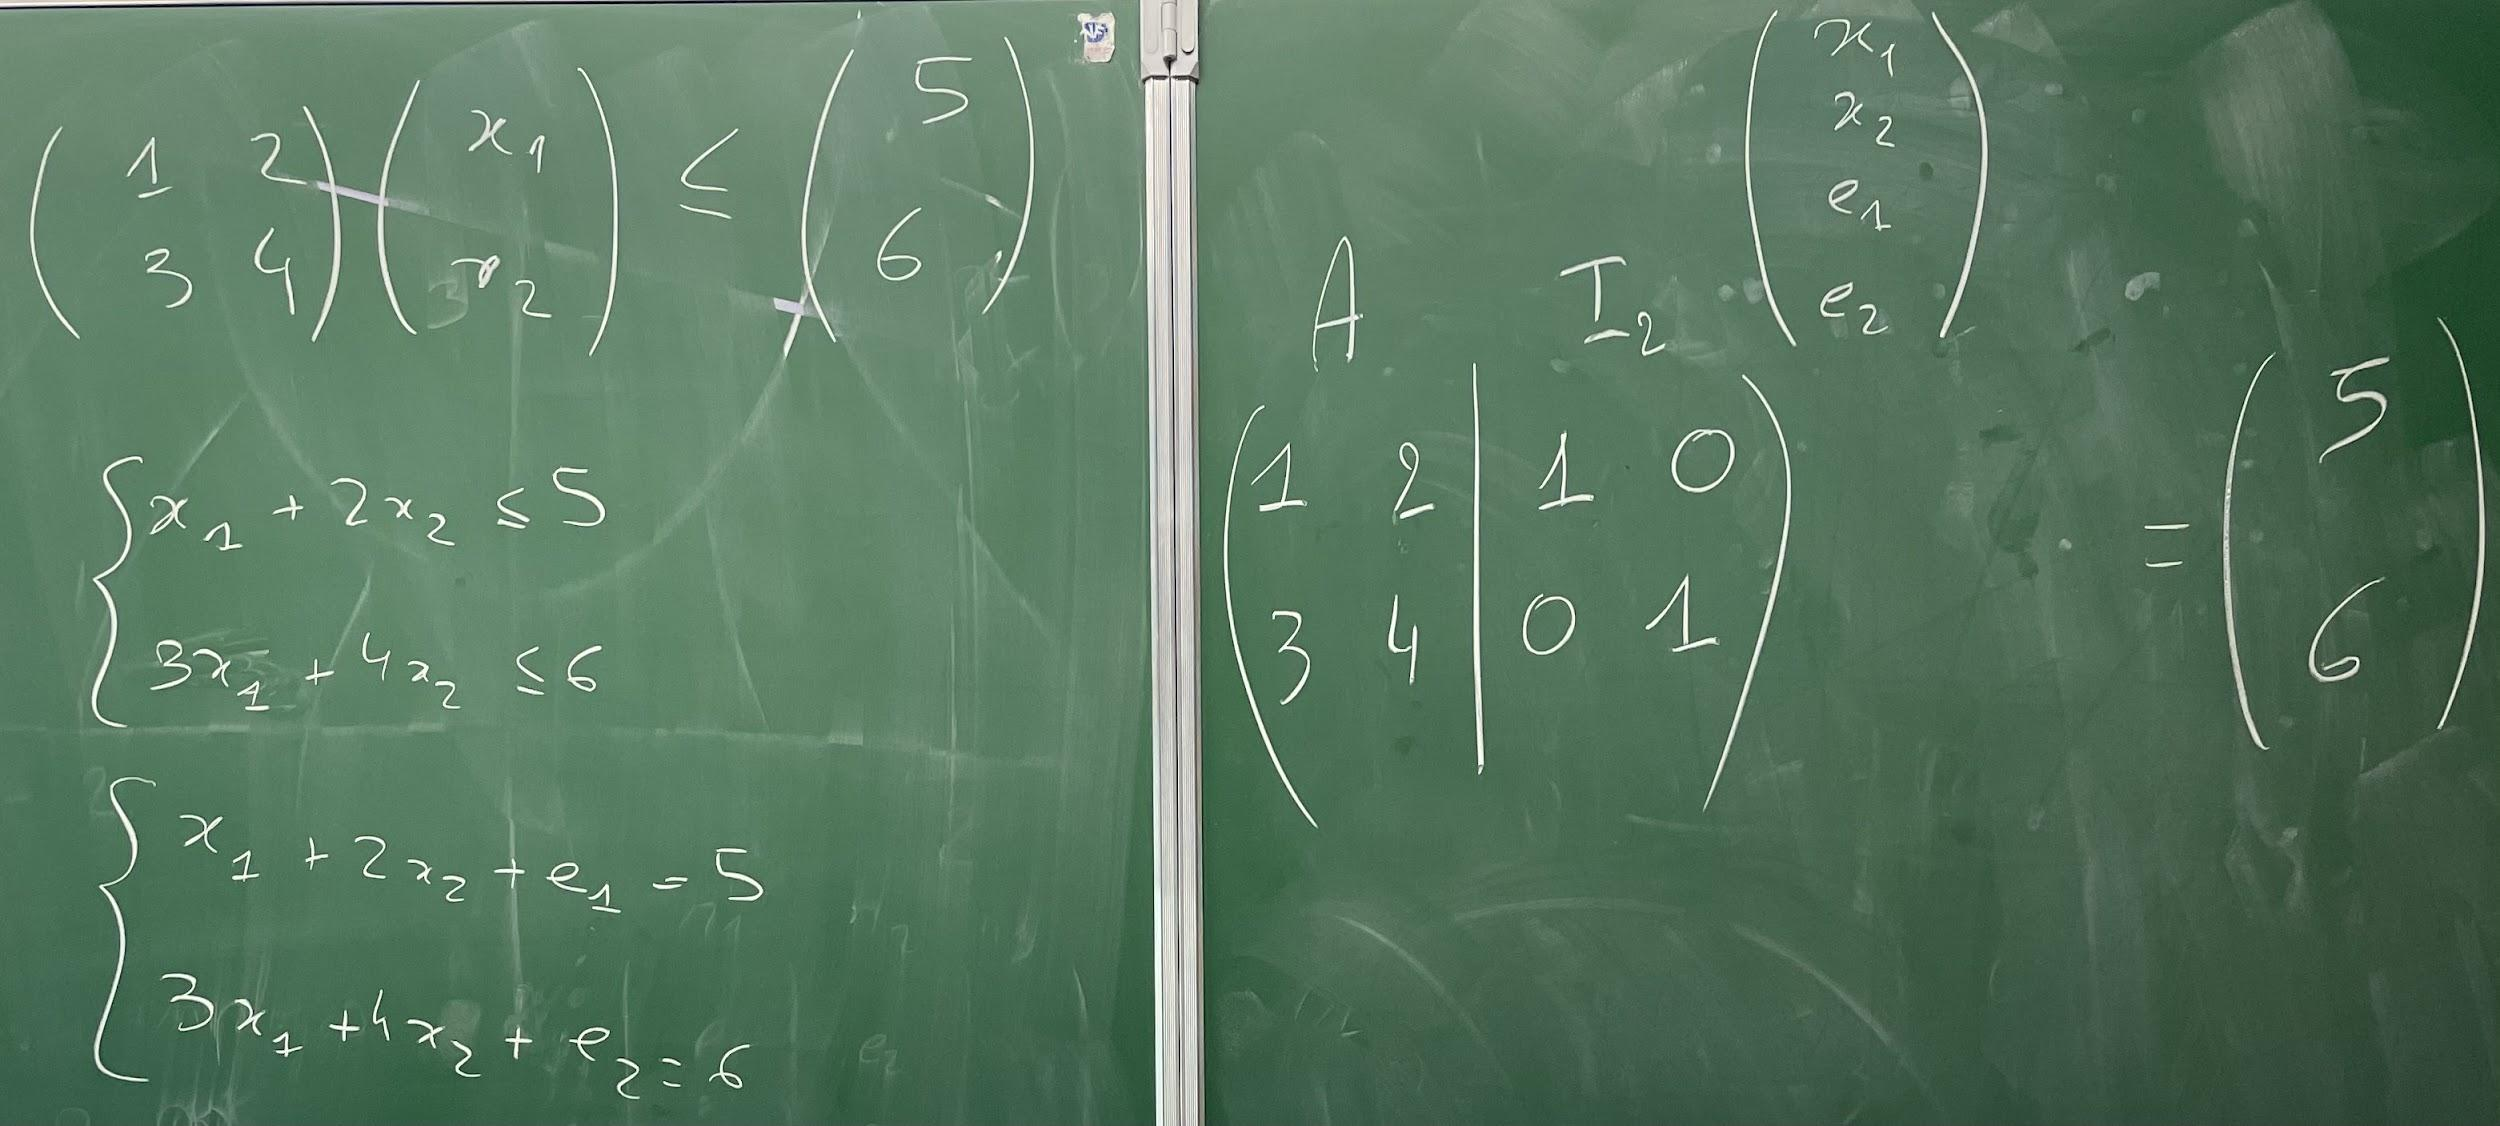 ( 1 2 ) ( x₁ ) ≤ ( 5 )
( 3 4 ) ( x₂ ) ( 6 )
{ x₁ + 2x₂ ≤ 5
3x₁ + 4x₂ ≤ 6
{ x₁ + 2x₂ + e₁ = 5
3x₁ + 4x₂ + e₂ = 6
( x₁
x₂
e₁
e₂ )
A I₂
( 1 2 | 1 0 ) = ( 5 )
( 3 4 | 0 1 ) ( 6 )